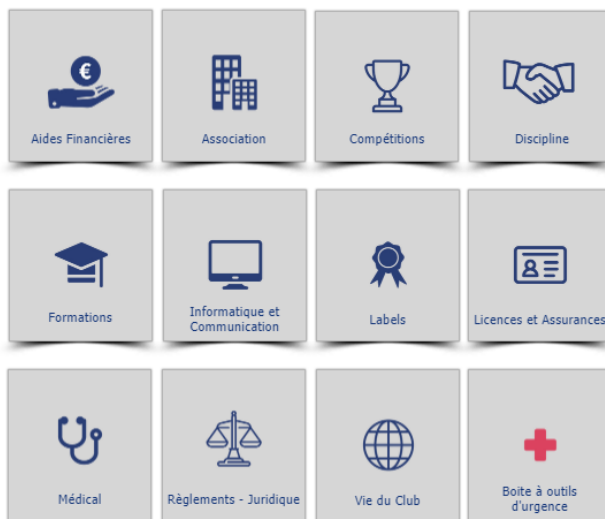 Aides Financières
Association
Compétitions
Discipline
Formations
Informatique et
Communication
Labels
Licences et Assurances
Médical
Règlements - Juridique
Vie du Club
Boite à outils
d'urgence